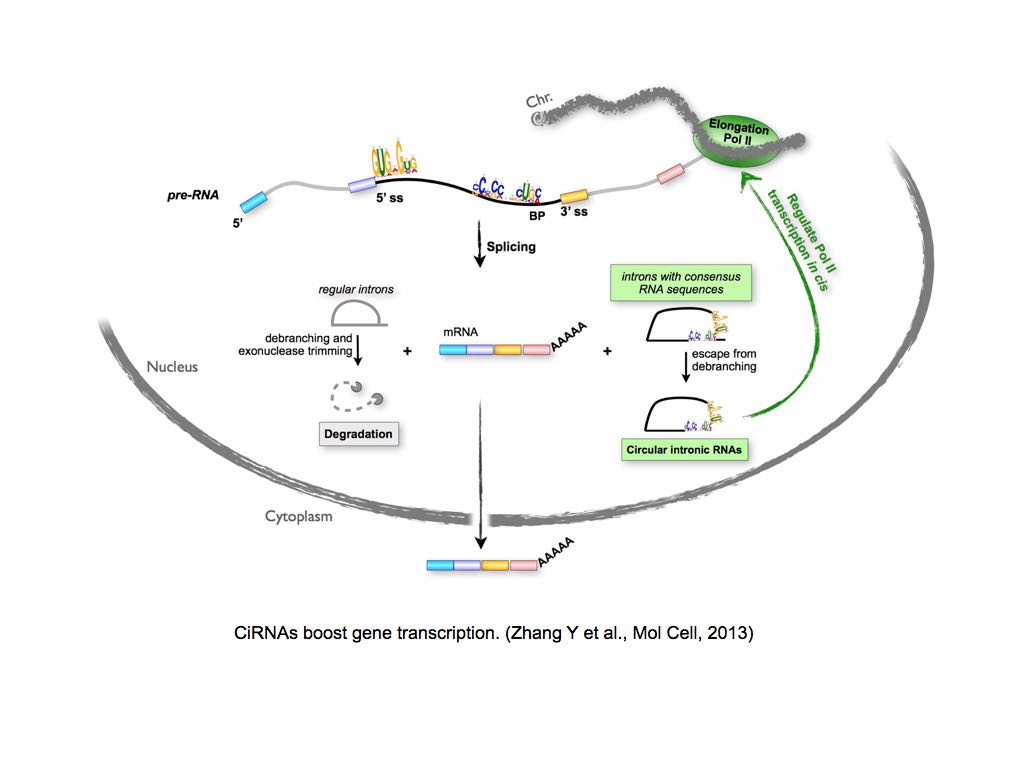 Chr.
Elongation
Pol II
GUG GUG
pre-RNA
5'
5' ss
BP
3' ss
Splicing
Regulate Pol II
transcription in cis
regular introns
introns with consensus
RNA sequences
mRNA
AAAAA
debranching and
exonuclease trimming
+
+
escape from
debranching
Nucleus
Degradation
Circular intronic RNAs
Cytoplasm
AAAAA
CiRNAs boost gene transcription. (Zhang Y et al., Mol Cell, 2013)